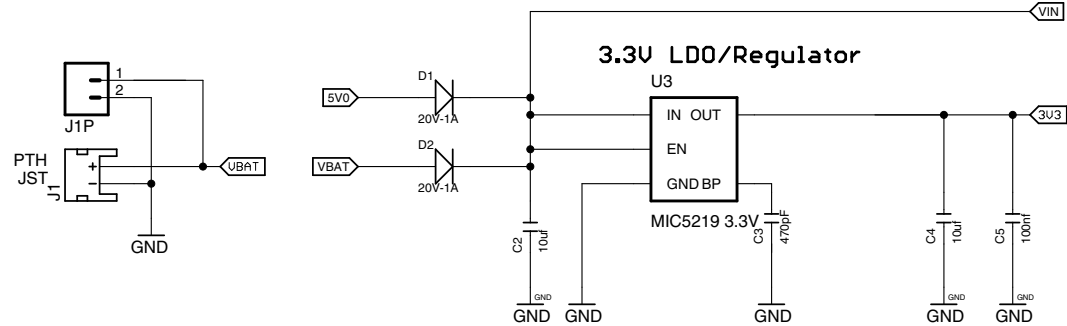 VIN
3.3V LDO/Regulator
U3
1
2
J1P
D1
5V0
20V-1A
IN OUT
3V3
PTH
JST
J1
+
-
VBAT
D2
VBAT
20V-1A
EN
GND BP
MIC5219 3.3V
C2
10uf
C3
470pF
C4
10uf
C5
100nf
GND
GND
GND
GND
GND
GND
GND
GND
GND